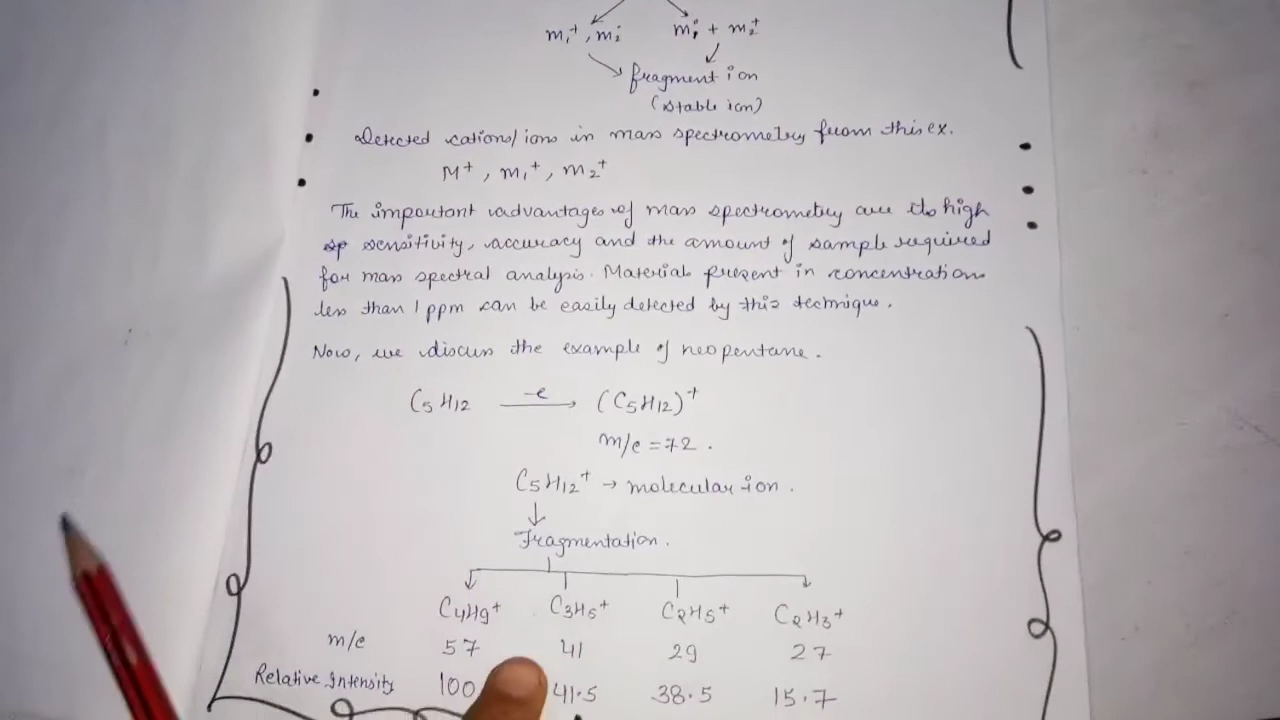 m₁⁺, m₂˙ m₁˙ + m₂⁺
fragment ion
(stable ion)
Detected cations/ions in mass spectrometry from this ex.
M⁺, m₁⁺, m₂⁺
The important advantages of mass spectrometry are its high
sp sensitivity, accuracy and the amount of sample required
for mass spectral analysis. Material present in concentration
less than 1 ppm can be easily detected by this technique.
Now, we discuss the example of neopentane.
C₅H₁₂ -e → (C₅H₁₂)⁺
m/e = 72.
C₅H₁₂⁺ → molecular ion.
Fragmentation.
C₄H₉⁺ C₃H₅⁺ C₂H₅⁺ C₂H₃⁺
m/e 57 41 29 27
Relative Intensity 100 41.5 38.5 15.7